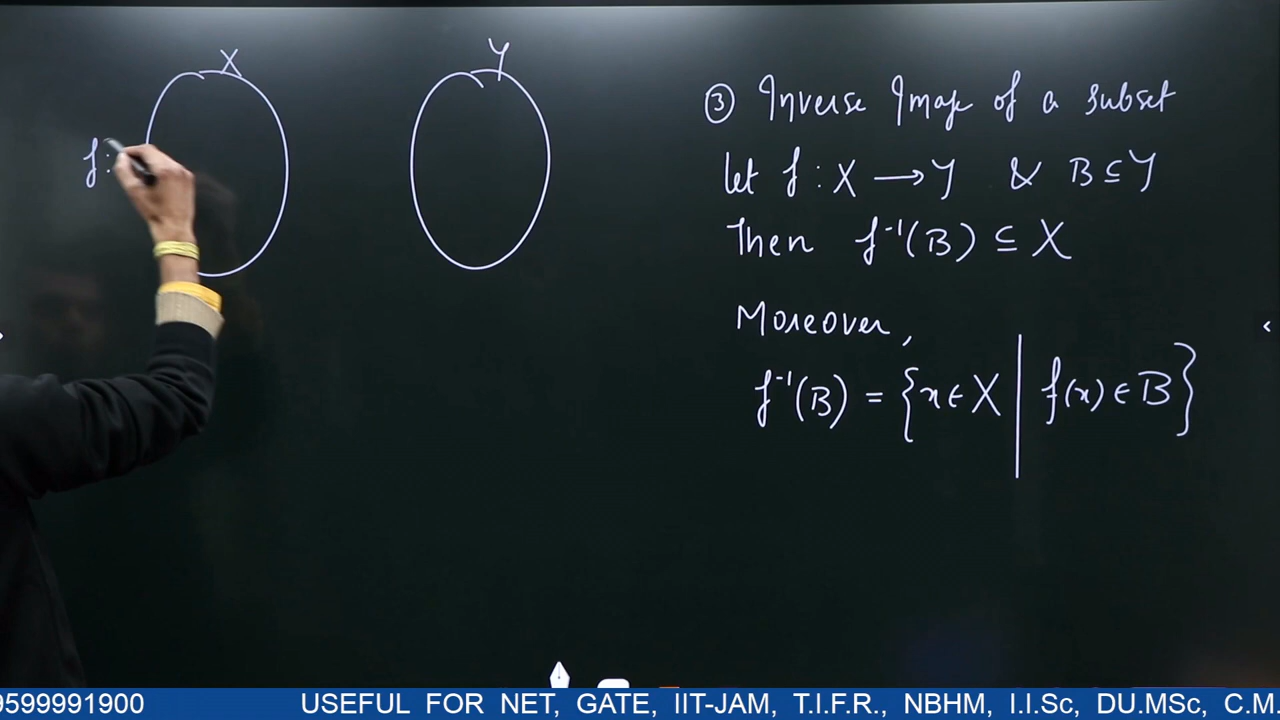 X
Y
f:
③ Inverse Image of a subset
let f : X → Y & B ⊆ Y
Then f⁻¹(B) ⊆ X
Moreover,
f⁻¹(B) = {x ∈ X | f(x) ∈ B}
9599991900 USEFUL FOR NET, GATE, IIT-JAM, T.I.F.R., NBHM, I.I.Sc, DU.MSc, C.M.